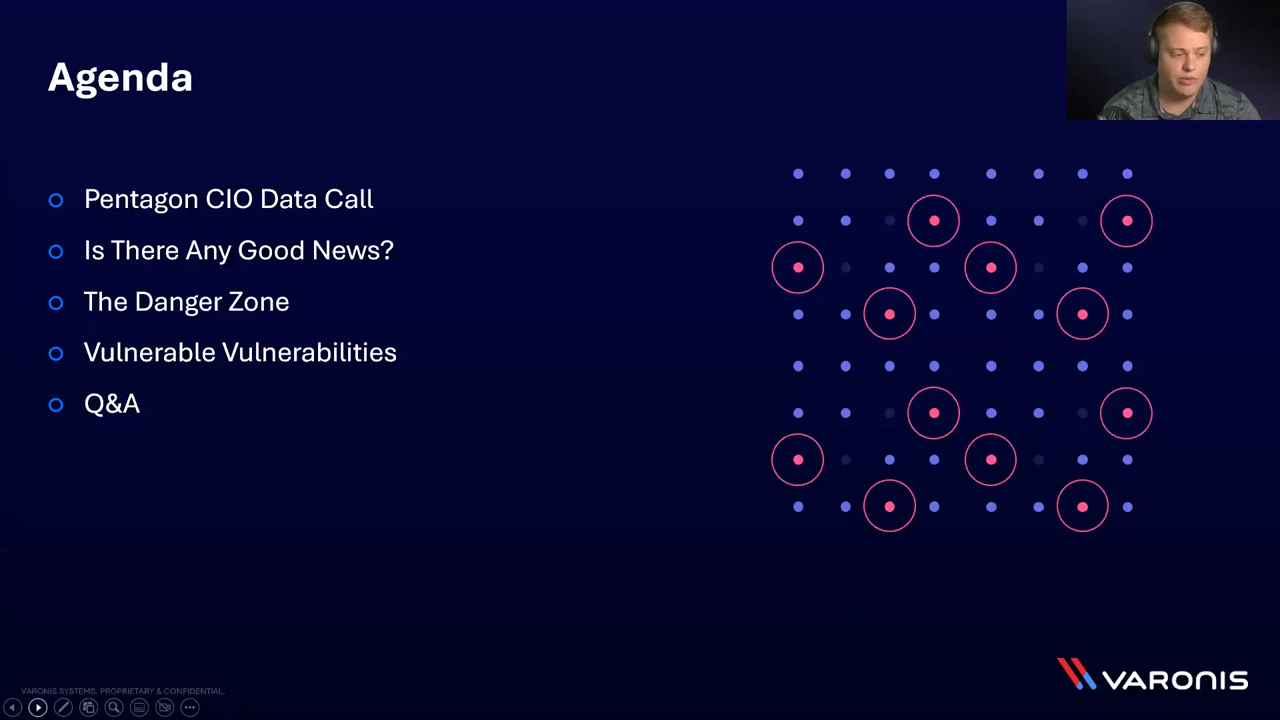 Agenda
Pentagon CIO Data Call
Is There Any Good News?
The Danger Zone
Vulnerable Vulnerabilities
Q&A
VARONIS SYSTEMS. PROPRIETARY & CONFIDENTIAL.
VARONIS